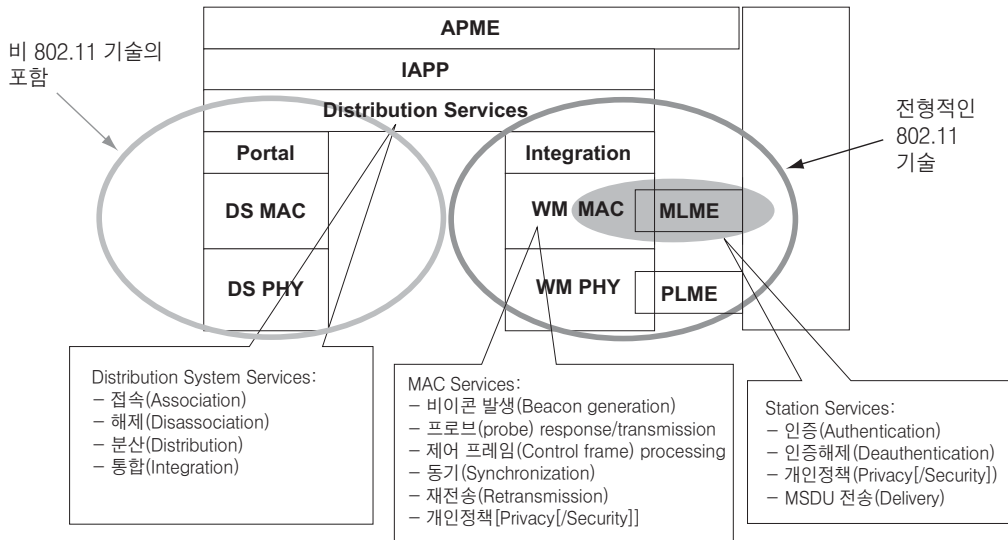 APME
비 802.11 기술의
포함
IAPP
Distribution Services
전형적인
802.11
기술
Portal
Integration
DS MAC
WM MAC
MLME
DS PHY
WM PHY
PLME
Distribution System Services:
– 접속(Association)
– 해제(Disassociation)
– 분산(Distribution)
– 통합(Integration)
MAC Services:
– 비이콘 발생(Beacon generation)
– 프로브(probe) response/transmission
– 제어 프레임(Control frame) processing
– 동기(Synchronization)
– 재전송(Retransmission)
– 개인정책[Privacy[/Security]]
Station Services:
– 인증(Authentication)
– 인증해제(Deauthentication)
– 개인정책(Privacy[/Security])
– MSDU 전송(Delivery)